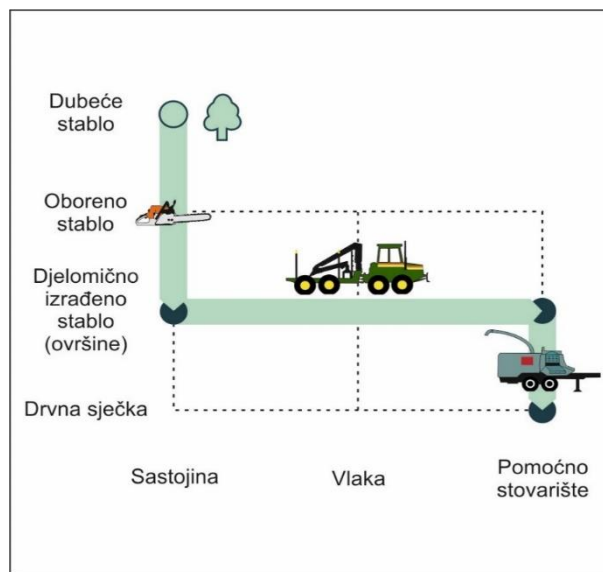 Dubeće
stablo
Oboreno
stablo
Djelomično
izrađeno
stablo
(ovršine)
Drvna sječka
Sastojina
Vlaka
Pomoćno
stovarište